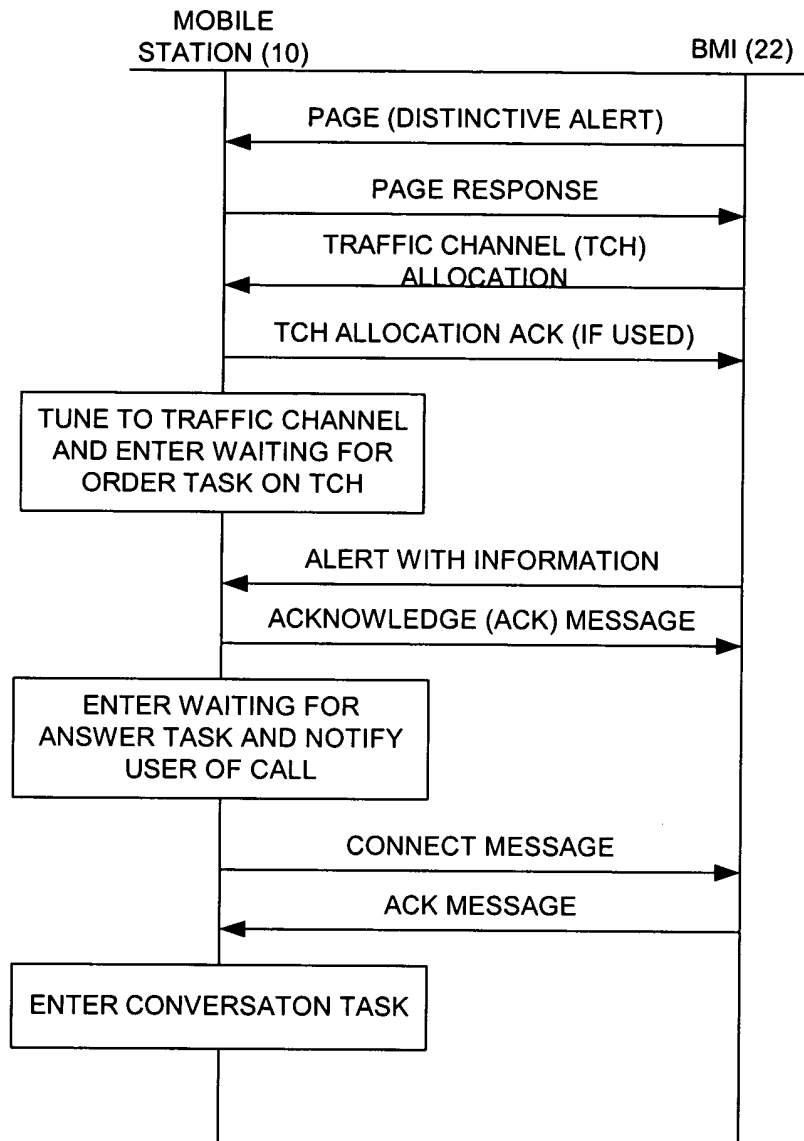 MOBILE
STATION (10)
BMI (22)
PAGE (DISTINCTIVE ALERT)
PAGE RESPONSE
TRAFFIC CHANNEL (TCH)
ALLOCATION
TCH ALLOCATION ACK (IF USED)
TUNE TO TRAFFIC CHANNEL
AND ENTER WAITING FOR
ORDER TASK ON TCH
ALERT WITH INFORMATION
ACKNOWLEDGE (ACK) MESSAGE
ENTER WAITING FOR
ANSWER TASK AND NOTIFY
USER OF CALL
CONNECT MESSAGE
ACK MESSAGE
ENTER CONVERSATON TASK